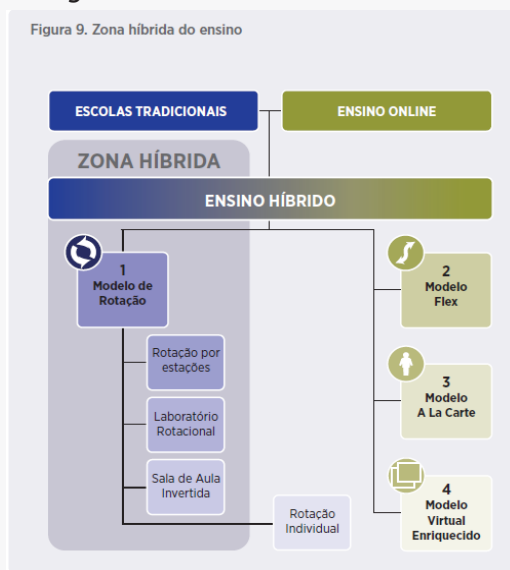 Figura 9. Zona híbrida do ensino
ESCOLAS TRADICIONAIS
ENSINO ONLINE
ZONA HÍBRIDA
ENSINO HÍBRIDO
1
Modelo de
Rotação
Rotação por
estações
Laboratório
Rotacional
Sala de Aula
Invertida
Rotação
Individual
2
Modelo
Flex
3
Modelo
A La Carte
4
Modelo
Virtual
Enriquecido